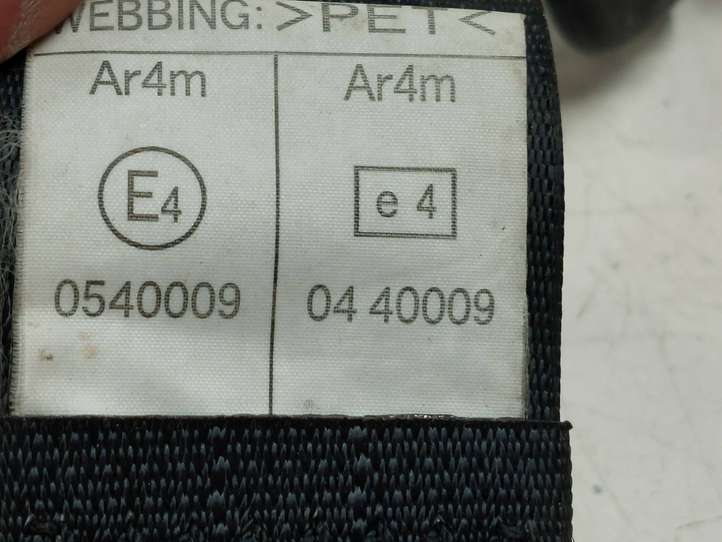 WEBBING: >PET<
Ar4m Ar4m
E4 e 4
0540009 04 40009